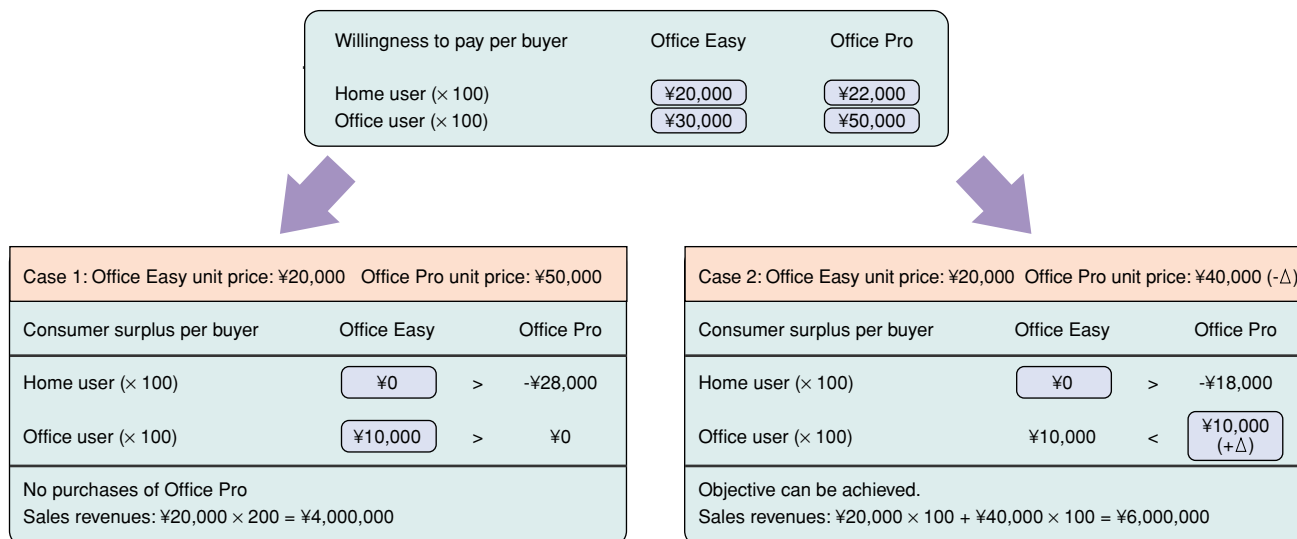 Willingness to pay per buyer Office Easy Office Pro
Home user (× 100) ¥20,000 ¥22,000
Office user (× 100) ¥30,000 ¥50,000
Case 1: Office Easy unit price: ¥20,000 Office Pro unit price: ¥50,000
Consumer surplus per buyer Office Easy Office Pro
Home user (× 100) ¥0 > -¥28,000
Office user (× 100) ¥10,000 > ¥0
No purchases of Office Pro
Sales revenues: ¥20,000 × 200 = ¥4,000,000
Case 2: Office Easy unit price: ¥20,000 Office Pro unit price: ¥40,000 (-Δ)
Consumer surplus per buyer Office Easy Office Pro
Home user (× 100) ¥0 > -¥18,000
Office user (× 100) ¥10,000 < ¥10,000
(+Δ)
Objective can be achieved.
Sales revenues: ¥20,000 × 100 + ¥40,000 × 100 = ¥6,000,000